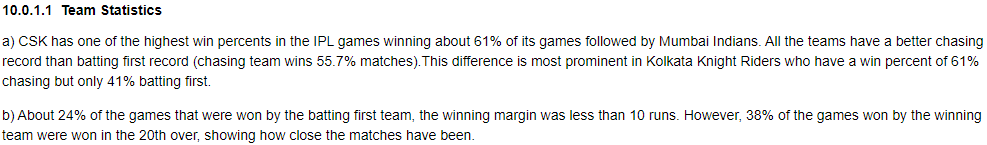 10.0.1.1 Team Statistics
a) CSK has one of the highest win percents in the IPL games winning about 61% of its games followed by Mumbai Indians. All the teams have a better chasing
record than batting first record (chasing team wins 55.7% matches).This difference is most prominent in Kolkata Knight Riders who have a win percent of 61%
chasing but only 41% batting first.
b) About 24% of the games that were won by the batting first team, the winning margin was less than 10 runs. However, 38% of the games won by the winning
team were won in the 20th over, showing how close the matches have been.